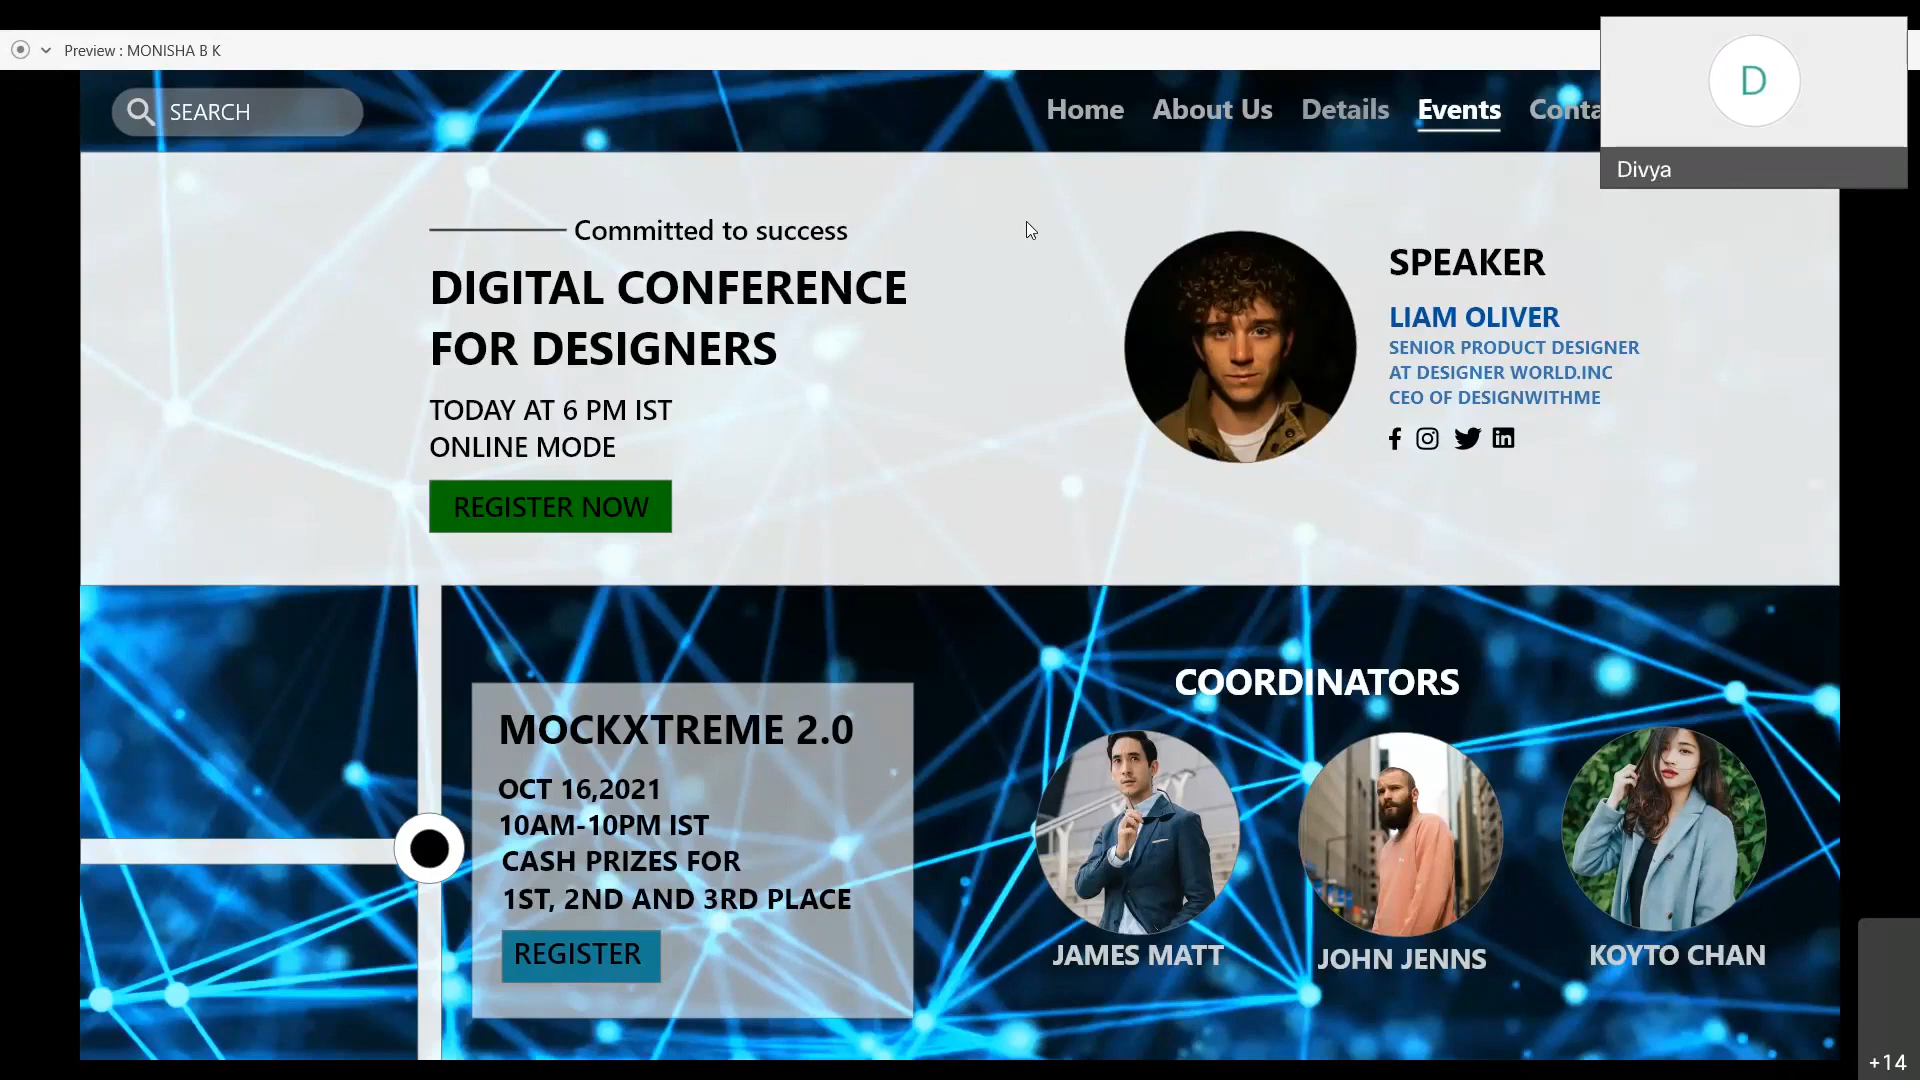 Preview : MONISHA B K
SEARCH
Home About Us Details Events Conta
D
Divya
Committed to success
DIGITAL CONFERENCE
FOR DESIGNERS
TODAY AT 6 PM IST
ONLINE MODE
REGISTER NOW
SPEAKER
LIAM OLIVER
SENIOR PRODUCT DESIGNER
AT DESIGNER WORLD.INC
CEO OF DESIGNWITHME
MOCKXTREME 2.0
OCT 16,2021
10AM-10PM IST
CASH PRIZES FOR
1ST, 2ND AND 3RD PLACE
REGISTER
COORDINATORS
JAMES MATT
JOHN JENNS
KOYTO CHAN
+14